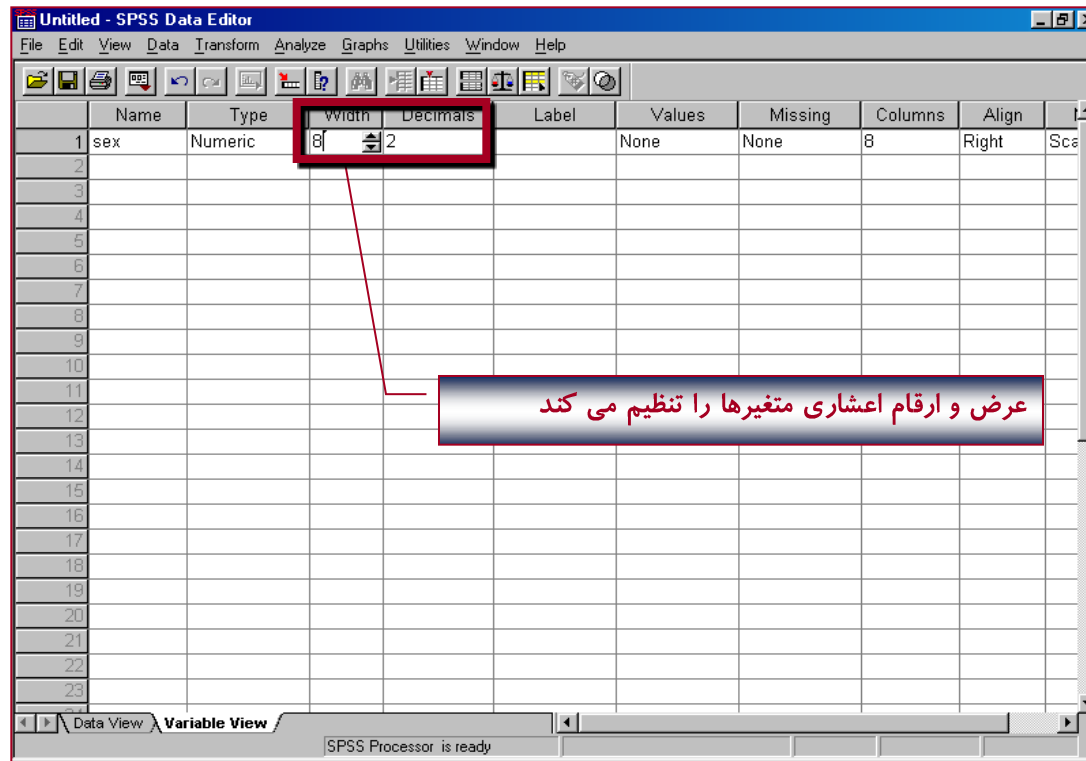 SPSS
Untitled - SPSS Data Editor
File Edit View Data Transform Analyze Graphs Utilities Window Help
Name Type Width Decimals Label Values Missing Columns Align
1 sex Numeric 8 2 None None 8 Right Sca
2
3
4
5
6
7
8
9
10
11
عرض و ارقام اعشاری متغیرها را تنظیم می کند
12
13
14
15
16
17
18
19
20
21
22
23
Data View Variable View
SPSS Processor is ready